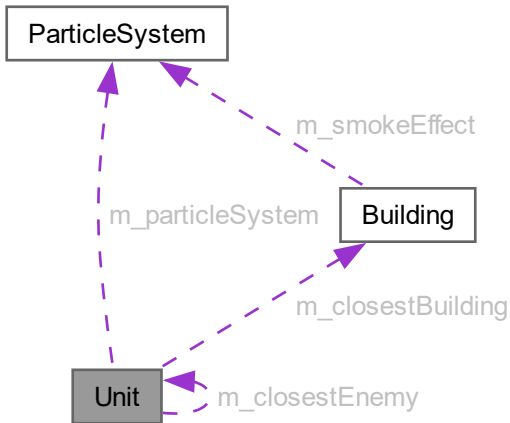 ParticleSystem
m_smokeEffect
m_particleSystem
Building
m_closestBuilding
Unit
m_closestEnemy